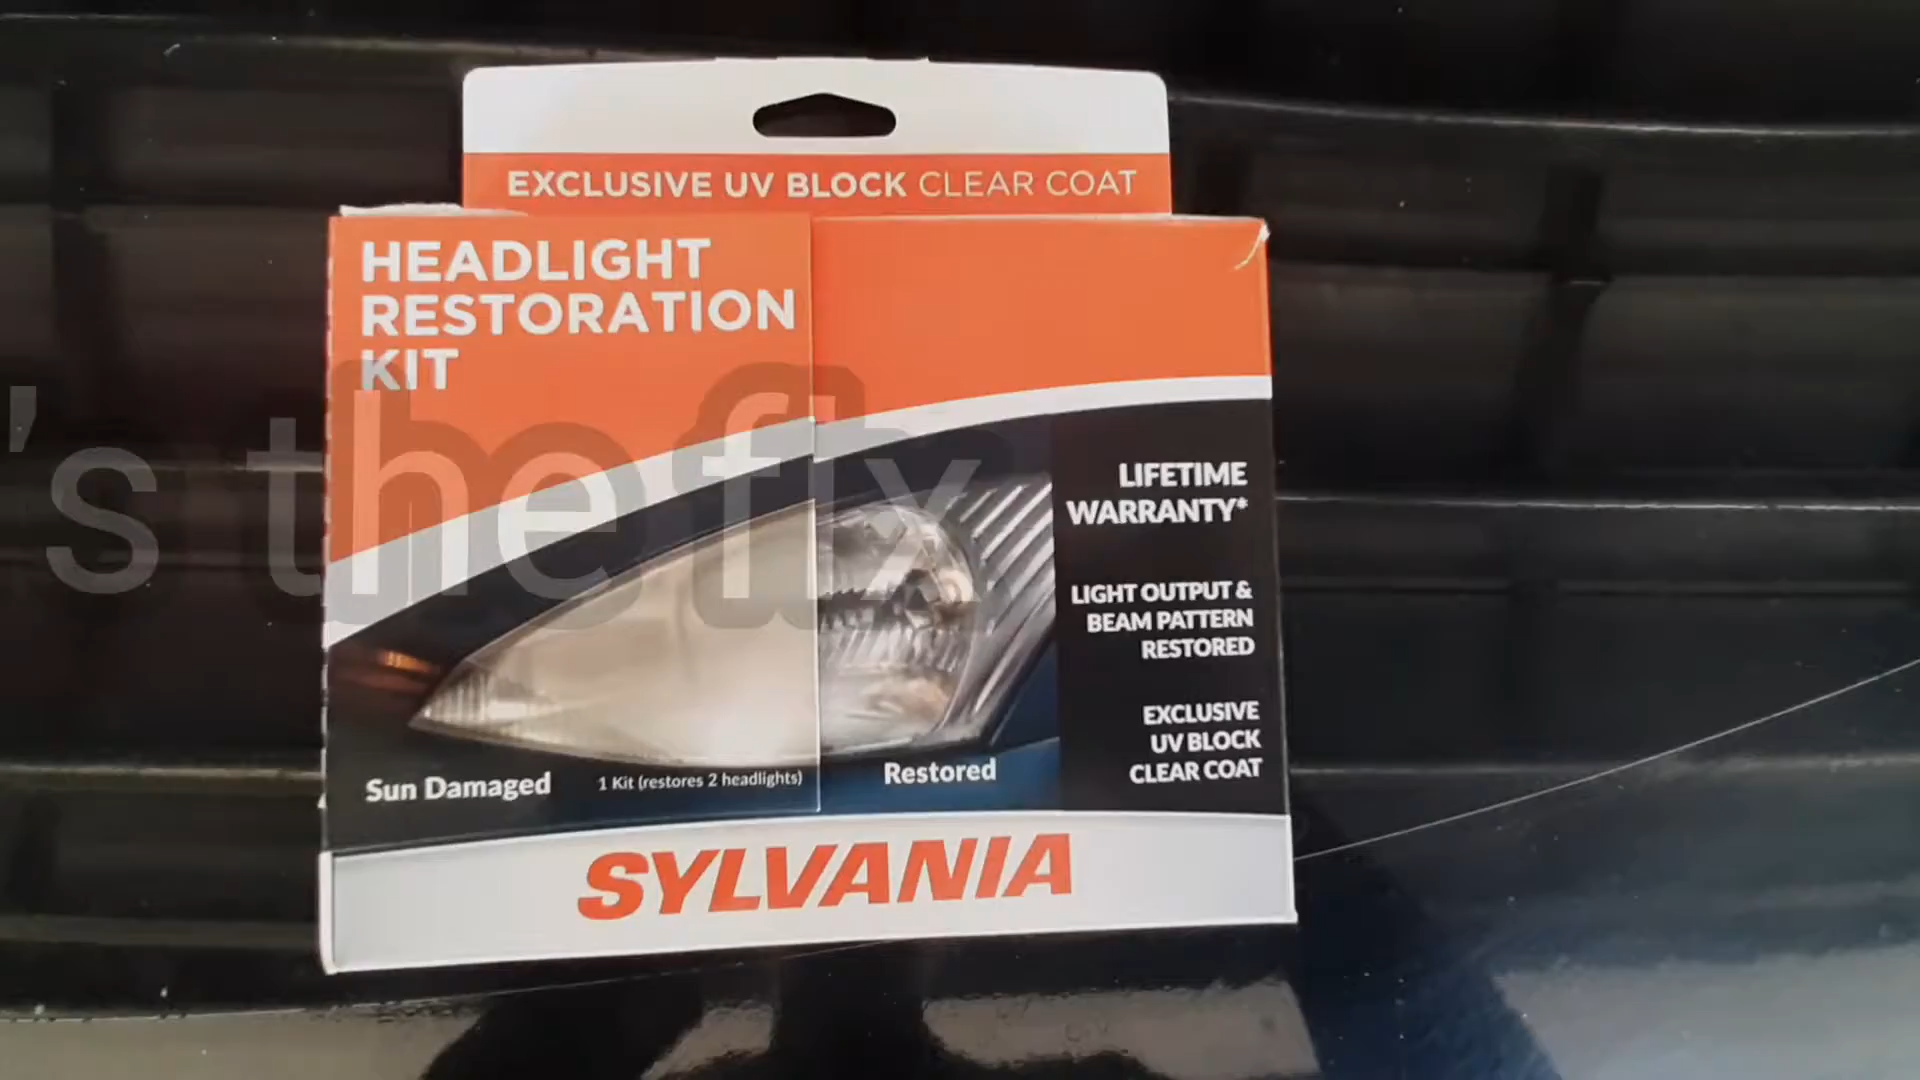 EXCLUSIVE UV BLOCK CLEAR COAT
HEADLIGHT
RESTORATION
KIT
's the fix
LIFETIME
WARRANTY*
LIGHT OUTPUT &
BEAM PATTERN
RESTORED
EXCLUSIVE
UV BLOCK
CLEAR COAT
Sun Damaged
1 Kit (restores 2 headlights)
Restored
SYLVANIA